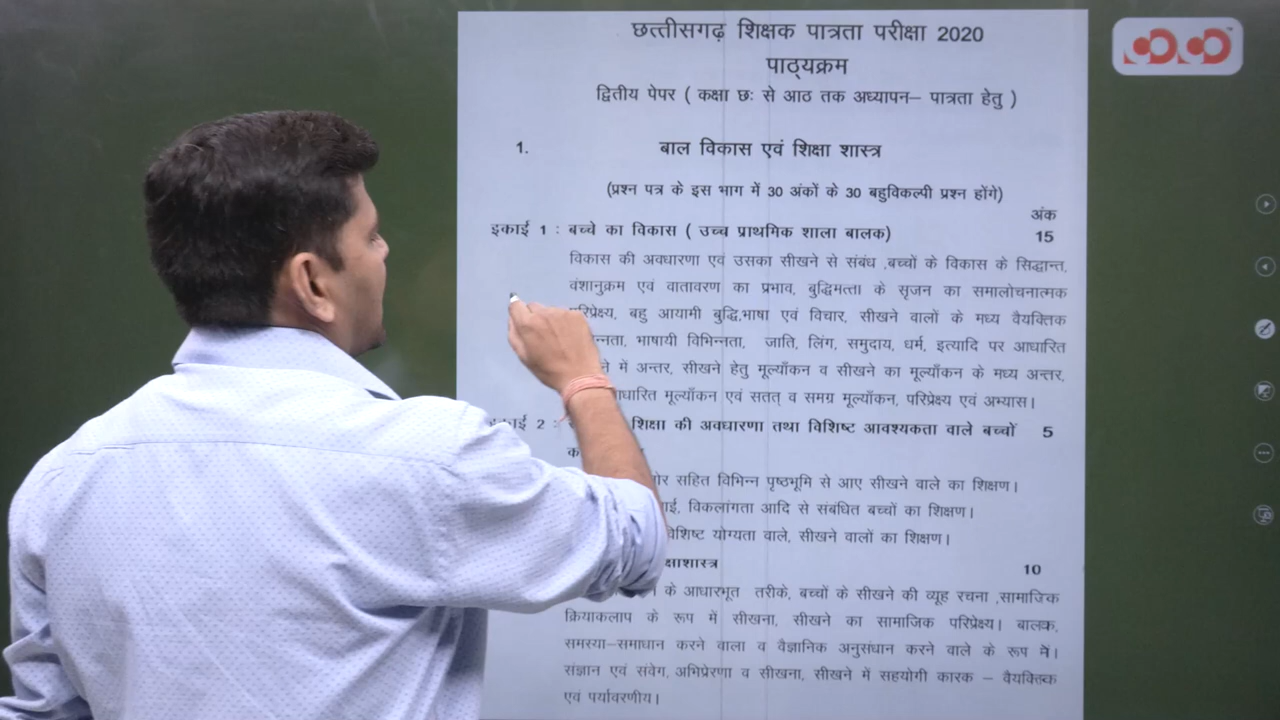 छत्तीसगढ़ शिक्षक पात्रता परीक्षा 2020
पाठ्यक्रम
द्वितीय पेपर ( कक्षा छः से आठ तक अध्यापन– पात्रता हेतु )
1. बाल विकास एवं शिक्षा शास्त्र
(प्रश्न पत्र के इस भाग में 30 अंकों के 30 बहुविकल्पी प्रश्न होंगे)
अंक
इकाई 1 : बच्चे का विकास ( उच्च प्राथमिक शाला बालक) 15
विकास की अवधारणा एवं उसका सीखने से संबंध ,बच्चों के विकास के सिद्धान्त,
वंशानुक्रम एवं वातावरण का प्रभाव, बुद्धिमत्ता के सृजन का समालोचनात्मक
परिप्रेक्ष्य, बहु आयामी बुद्धि,भाषा एवं विचार, सीखने वालों के मध्य वैयक्तिक
भाषायी विभिन्नता, जाति, लिंग, समुदाय, धर्म, इत्यादि पर आधारित
में अन्तर, सीखने हेतु मूल्याँकन व सीखने का मूल्याँकन के मध्य अन्तर,
मूल्याँकन एवं सतत् व समग्र मूल्याँकन, परिप्रेक्ष्य एवं अभ्यास।
इकाई 2 : शिक्षा की अवधारणा तथा विशिष्ट आवश्यकता वाले बच्चों 5
सहित विभिन्न पृष्ठभूमि से आए सीखने वाले का शिक्षण।
विकलांगता आदि से संबंधित बच्चों का शिक्षण।
योग्यता वाले, सीखने वालों का शिक्षण।
10
के आधारभूत तरीके, बच्चों के सीखने की व्यूह रचना ,सामाजिक
क्रियाकलाप के रूप में सीखना, सीखने का सामाजिक परिप्रेक्ष्य। बालक,
समस्या–समाधान करने वाला व वैज्ञानिक अनुसंधान करने वाले के रूप में।
संज्ञान एवं संवेग, अभिप्रेरणा व सीखना, सीखने में सहयोगी कारक – वैयक्तिक
एवं पर्यावरणीय।